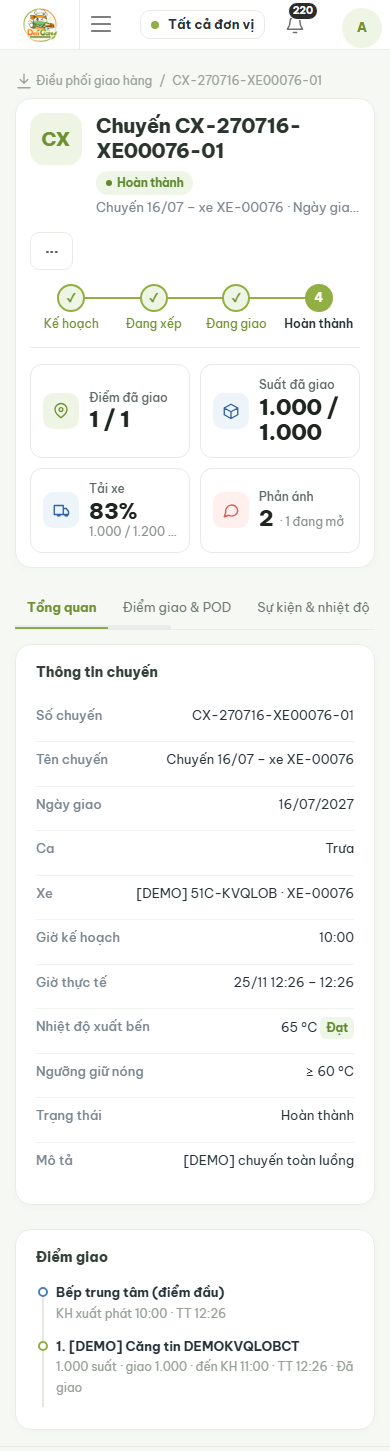 Tất cả đơn vị
220
A
Điều phối giao hàng / CX-270716-XE00076-01
CX
Chuyến CX-270716-
XE00076-01
Hoàn thành
Chuyến 16/07 – xe XE-00076 · Ngày gia...
...
✓ ✓ ✓ 4
Kế hoạch Đang xếp Đang giao Hoàn thành
Điểm đã giao
1 / 1
Suất đã giao
1.000 /
1.000
Tải xe
83%
1.000 / 1.200 ...
Phản ánh
2 · 1 đang mở
Tổng quan Điểm giao & POD Sự kiện & nhiệt độ
Thông tin chuyến
Số chuyến CX-270716-XE00076-01
Tên chuyến Chuyến 16/07 – xe XE-00076
Ngày giao 16/07/2027
Ca Trưa
Xe [DEMO] 51C-KVQLOB · XE-00076
Giờ kế hoạch 10:00
Giờ thực tế 25/11 12:26 – 12:26
Nhiệt độ xuất bến 65 °C Đạt
Ngưỡng giữ nóng ≥ 60 °C
Trạng thái Hoàn thành
Mô tả [DEMO] chuyến toàn luồng
Điểm giao
Bếp trung tâm (điểm đầu)
KH xuất phát 10:00 · TT 12:26
1. [DEMO] Căng tin DEMOKVQLOBCT
1.000 suất · giao 1.000 · đến KH 11:00 · TT 12:26 · Đã
giao